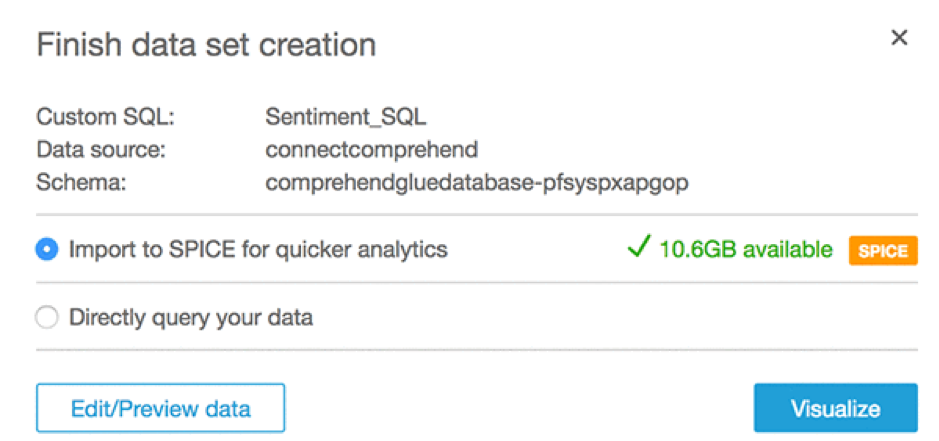 Finish data set creation
Custom SQL: Sentiment_SQL
Data source: connectcomprehend
Schema: comprehendgluedatabase-pfsyspxapgop
Import to SPICE for quicker analytics 10.6GB available SPICE
Directly query your data
Edit/Preview data Visualize